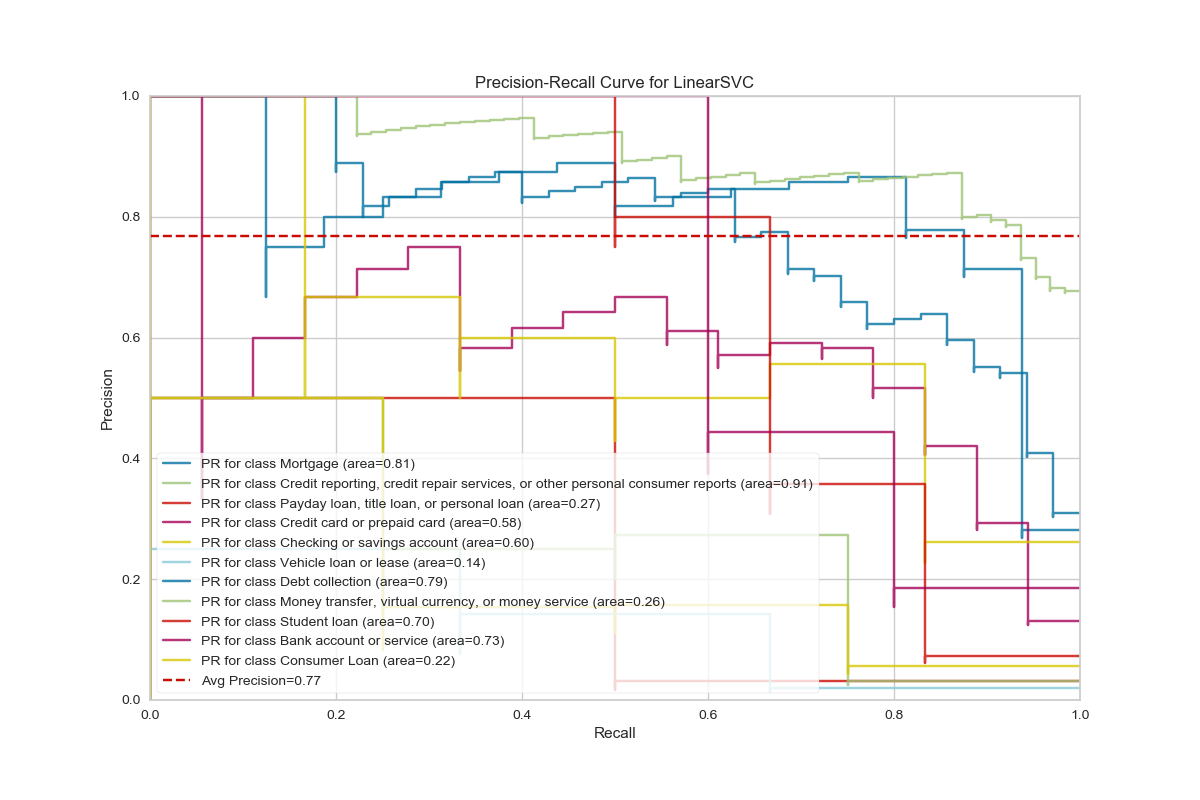 Precision-Recall Curve for LinearSVC
1.0
0.8
0.6
0.4
0.2
0.0
Precision
PR for class Mortgage (area=0.81)
PR for class Credit reporting, credit repair services, or other personal consumer reports (area=0.91)
PR for class Payday loan, title loan, or personal loan (area=0.27)
PR for class Credit card or prepaid card (area=0.58)
PR for class Checking or savings account (area=0.60)
PR for class Vehicle loan or lease (area=0.14)
PR for class Debt collection (area=0.79)
PR for class Money transfer, virtual currency, or money service (area=0.26)
PR for class Student loan (area=0.70)
PR for class Bank account or service (area=0.73)
PR for class Consumer Loan (area=0.22)
Avg Precision=0.77
0.0 0.2 0.4 0.6 0.8 1.0
Recall